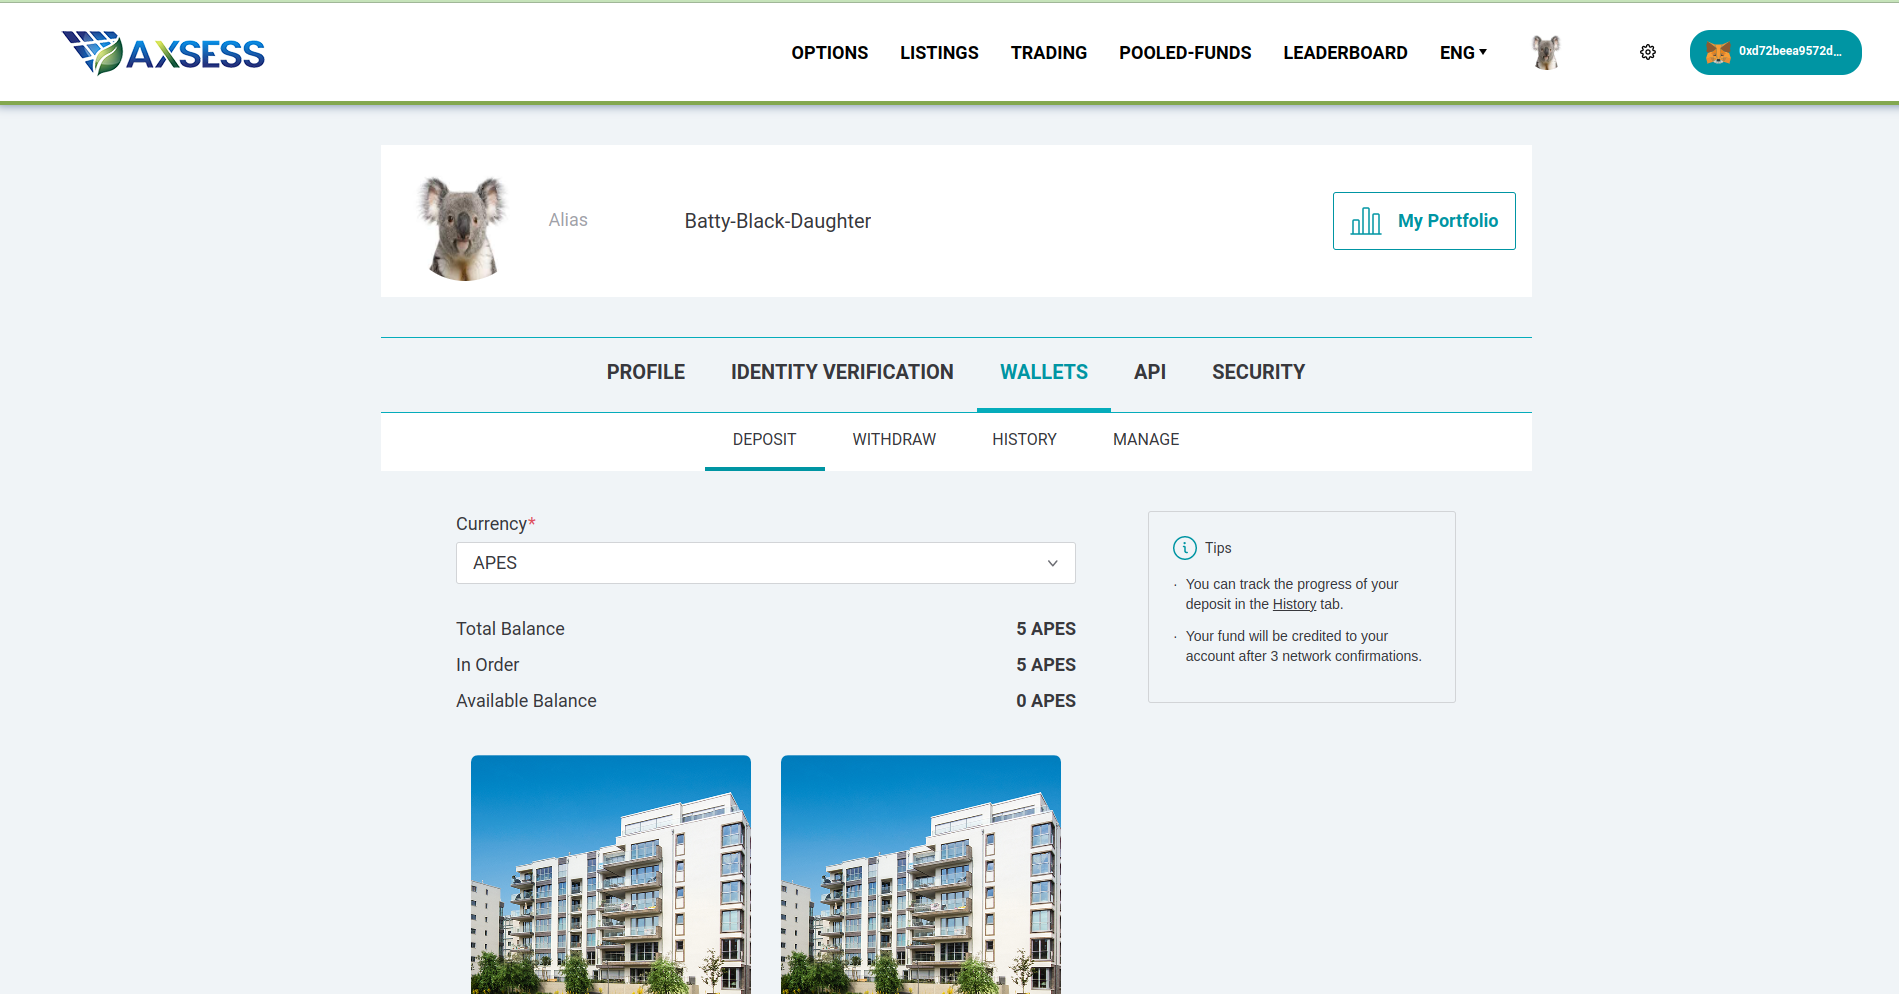 AXSESS
OPTIONS LISTINGS TRADING POOLED-FUNDS LEADERBOARD ENG 0xd72beea9572d...
Alias Batty-Black-Daughter My Portfolio
PROFILE IDENTITY VERIFICATION WALLETS API SECURITY
DEPOSIT WITHDRAW HISTORY MANAGE
Currency*
APES
Total Balance 5 APES
In Order 5 APES
Available Balance 0 APES
Tips
· You can track the progress of your
deposit in the History tab.
· Your fund will be credited to your
account after 3 network confirmations.